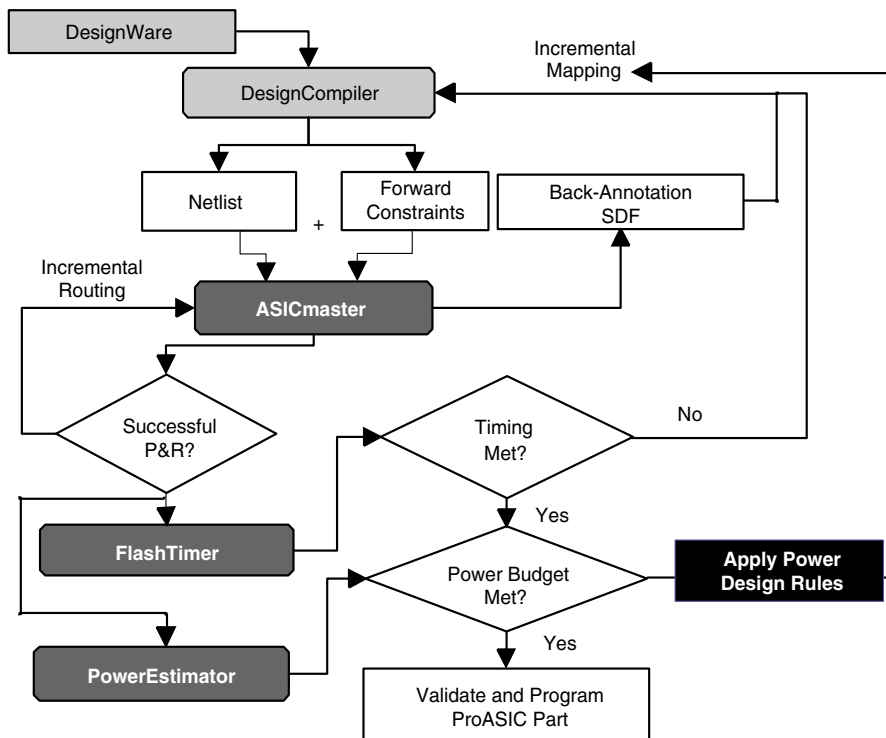 DesignWare
Incremental
Mapping
DesignCompiler
Netlist
+
Forward
Constraints
Back-Annotation
SDF
Incremental
Routing
ASICmaster
Successful
P&R?
Timing
Met?
No
Yes
FlashTimer
Power Budget
Met?
Apply Power
Design Rules
Yes
PowerEstimator
Validate and Program
ProASIC Part